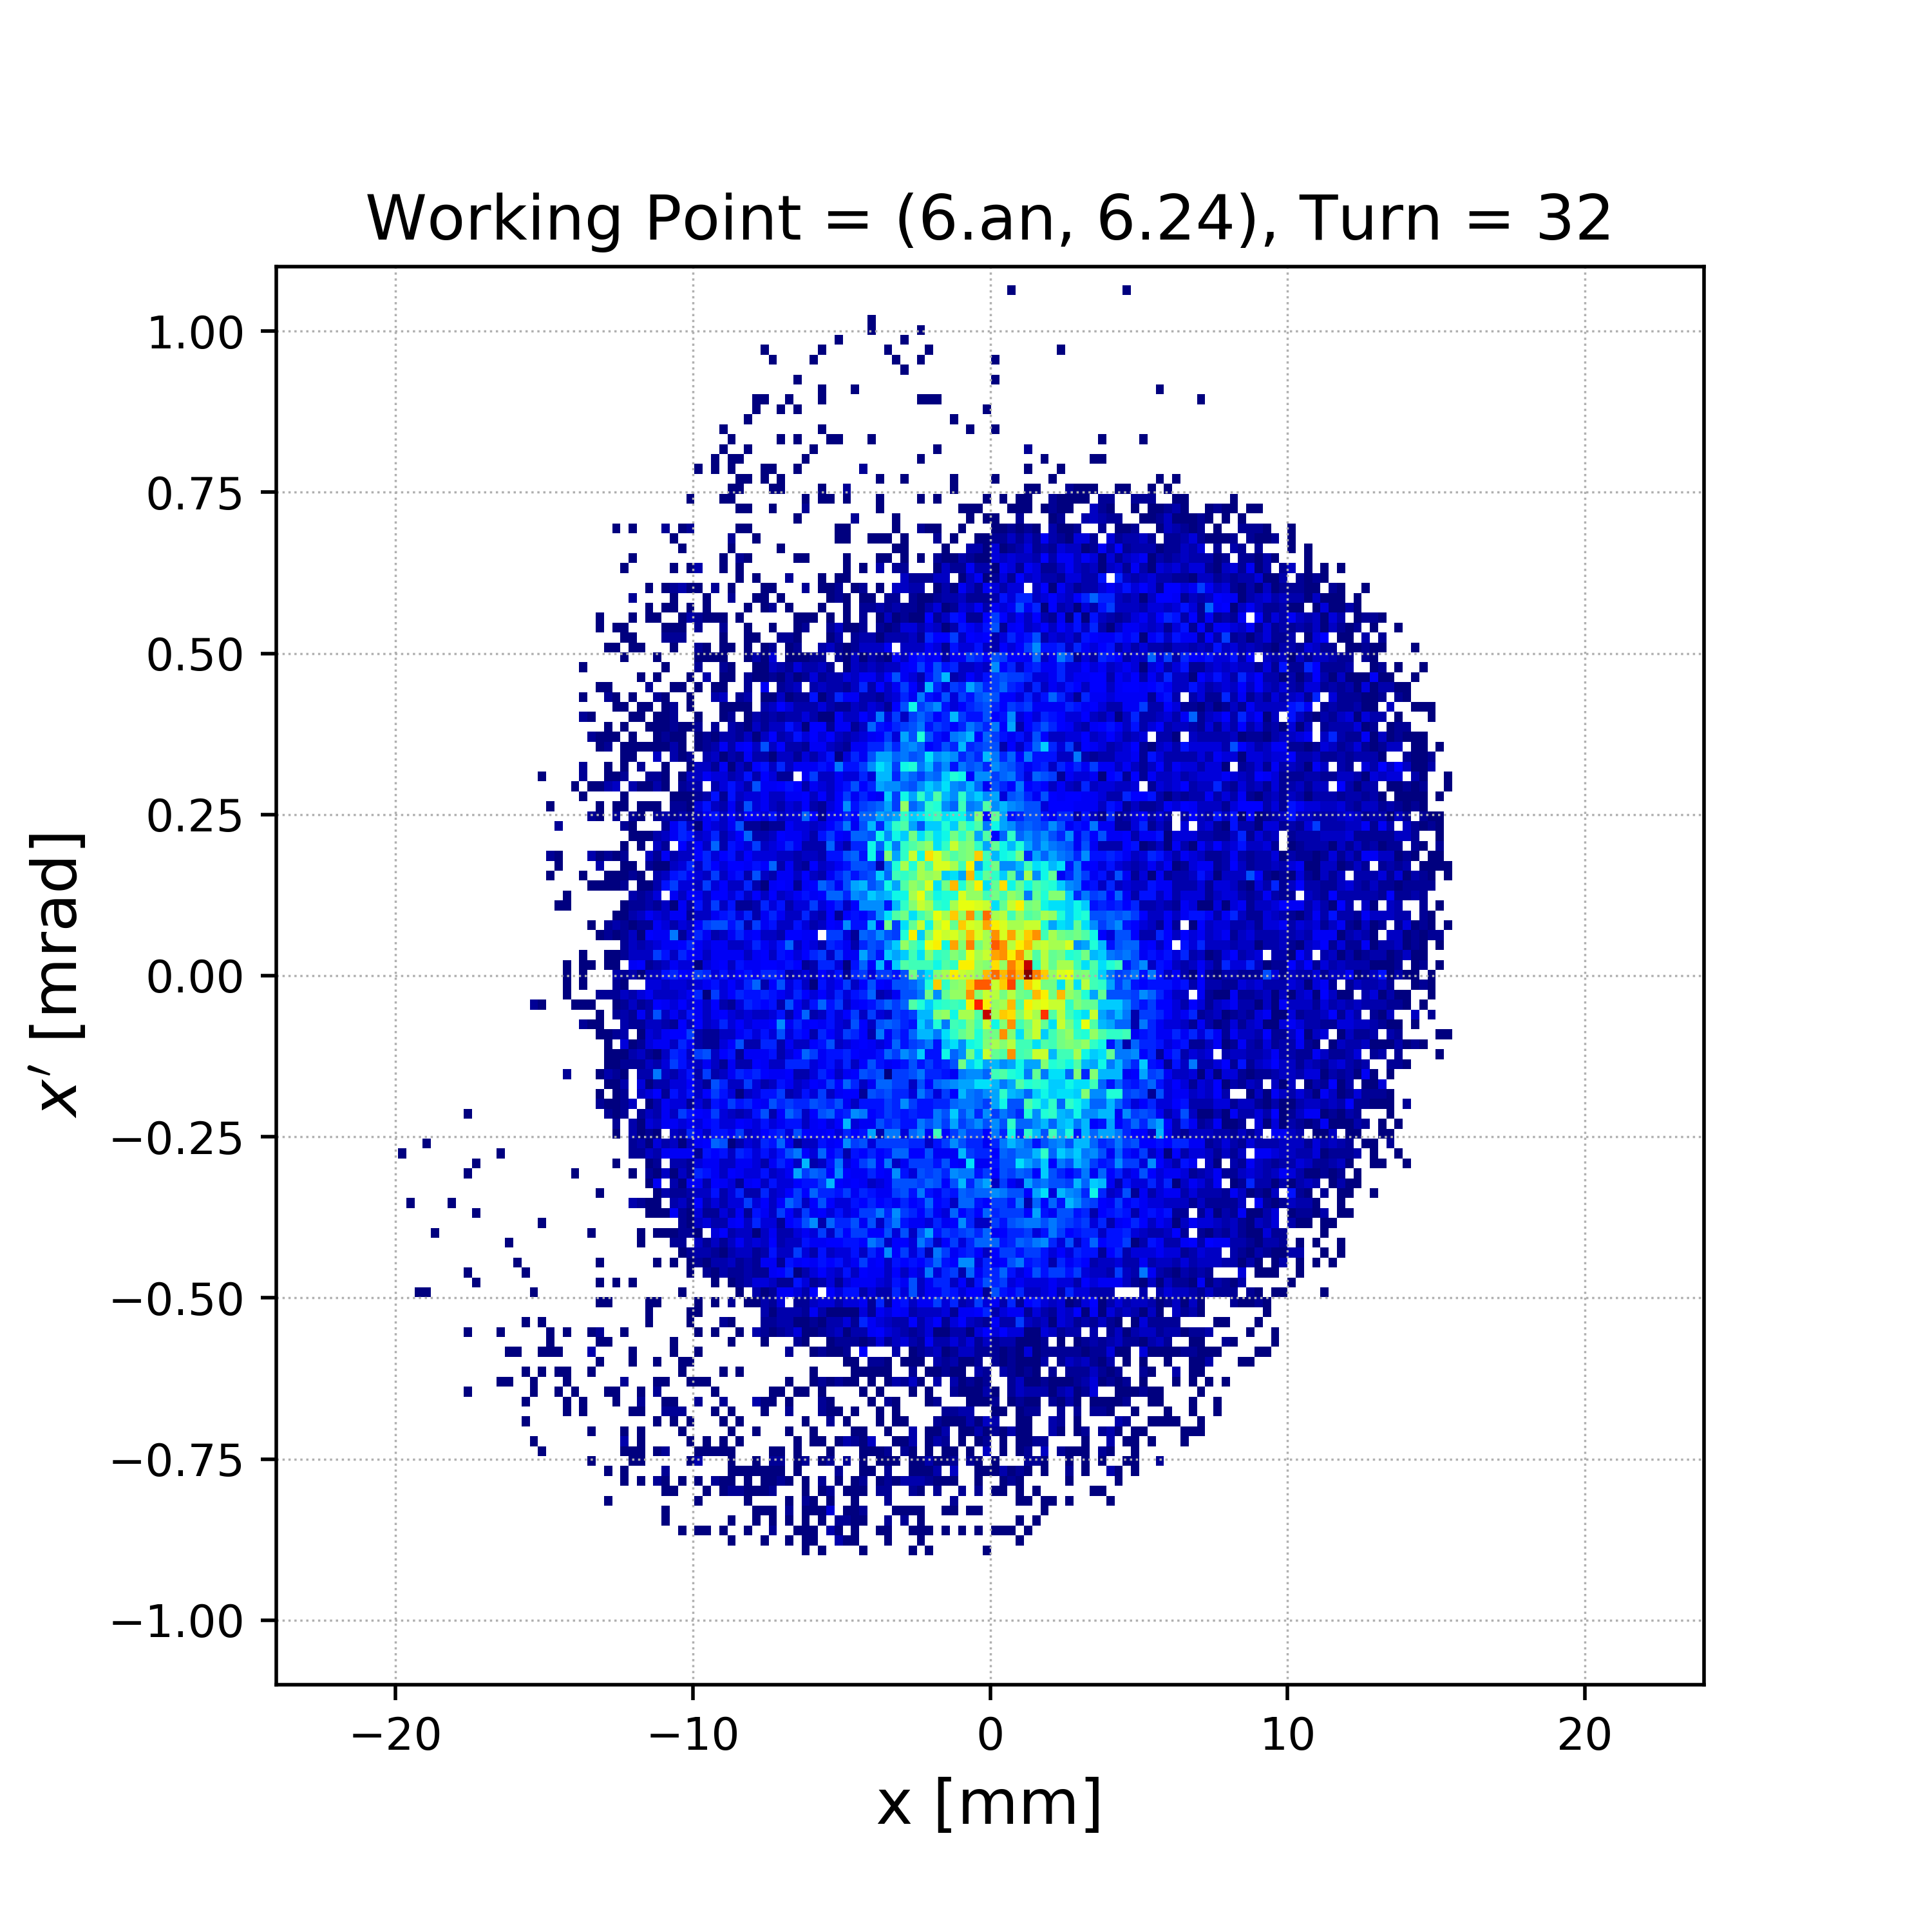 Working Point = (6.an, 6.24), Turn = 32
1.00
0.75
0.50
0.25
0.00
−0.25
−0.50
−0.75
−1.00
x′ [mrad]
−20 −10 0 10 20
x [mm]